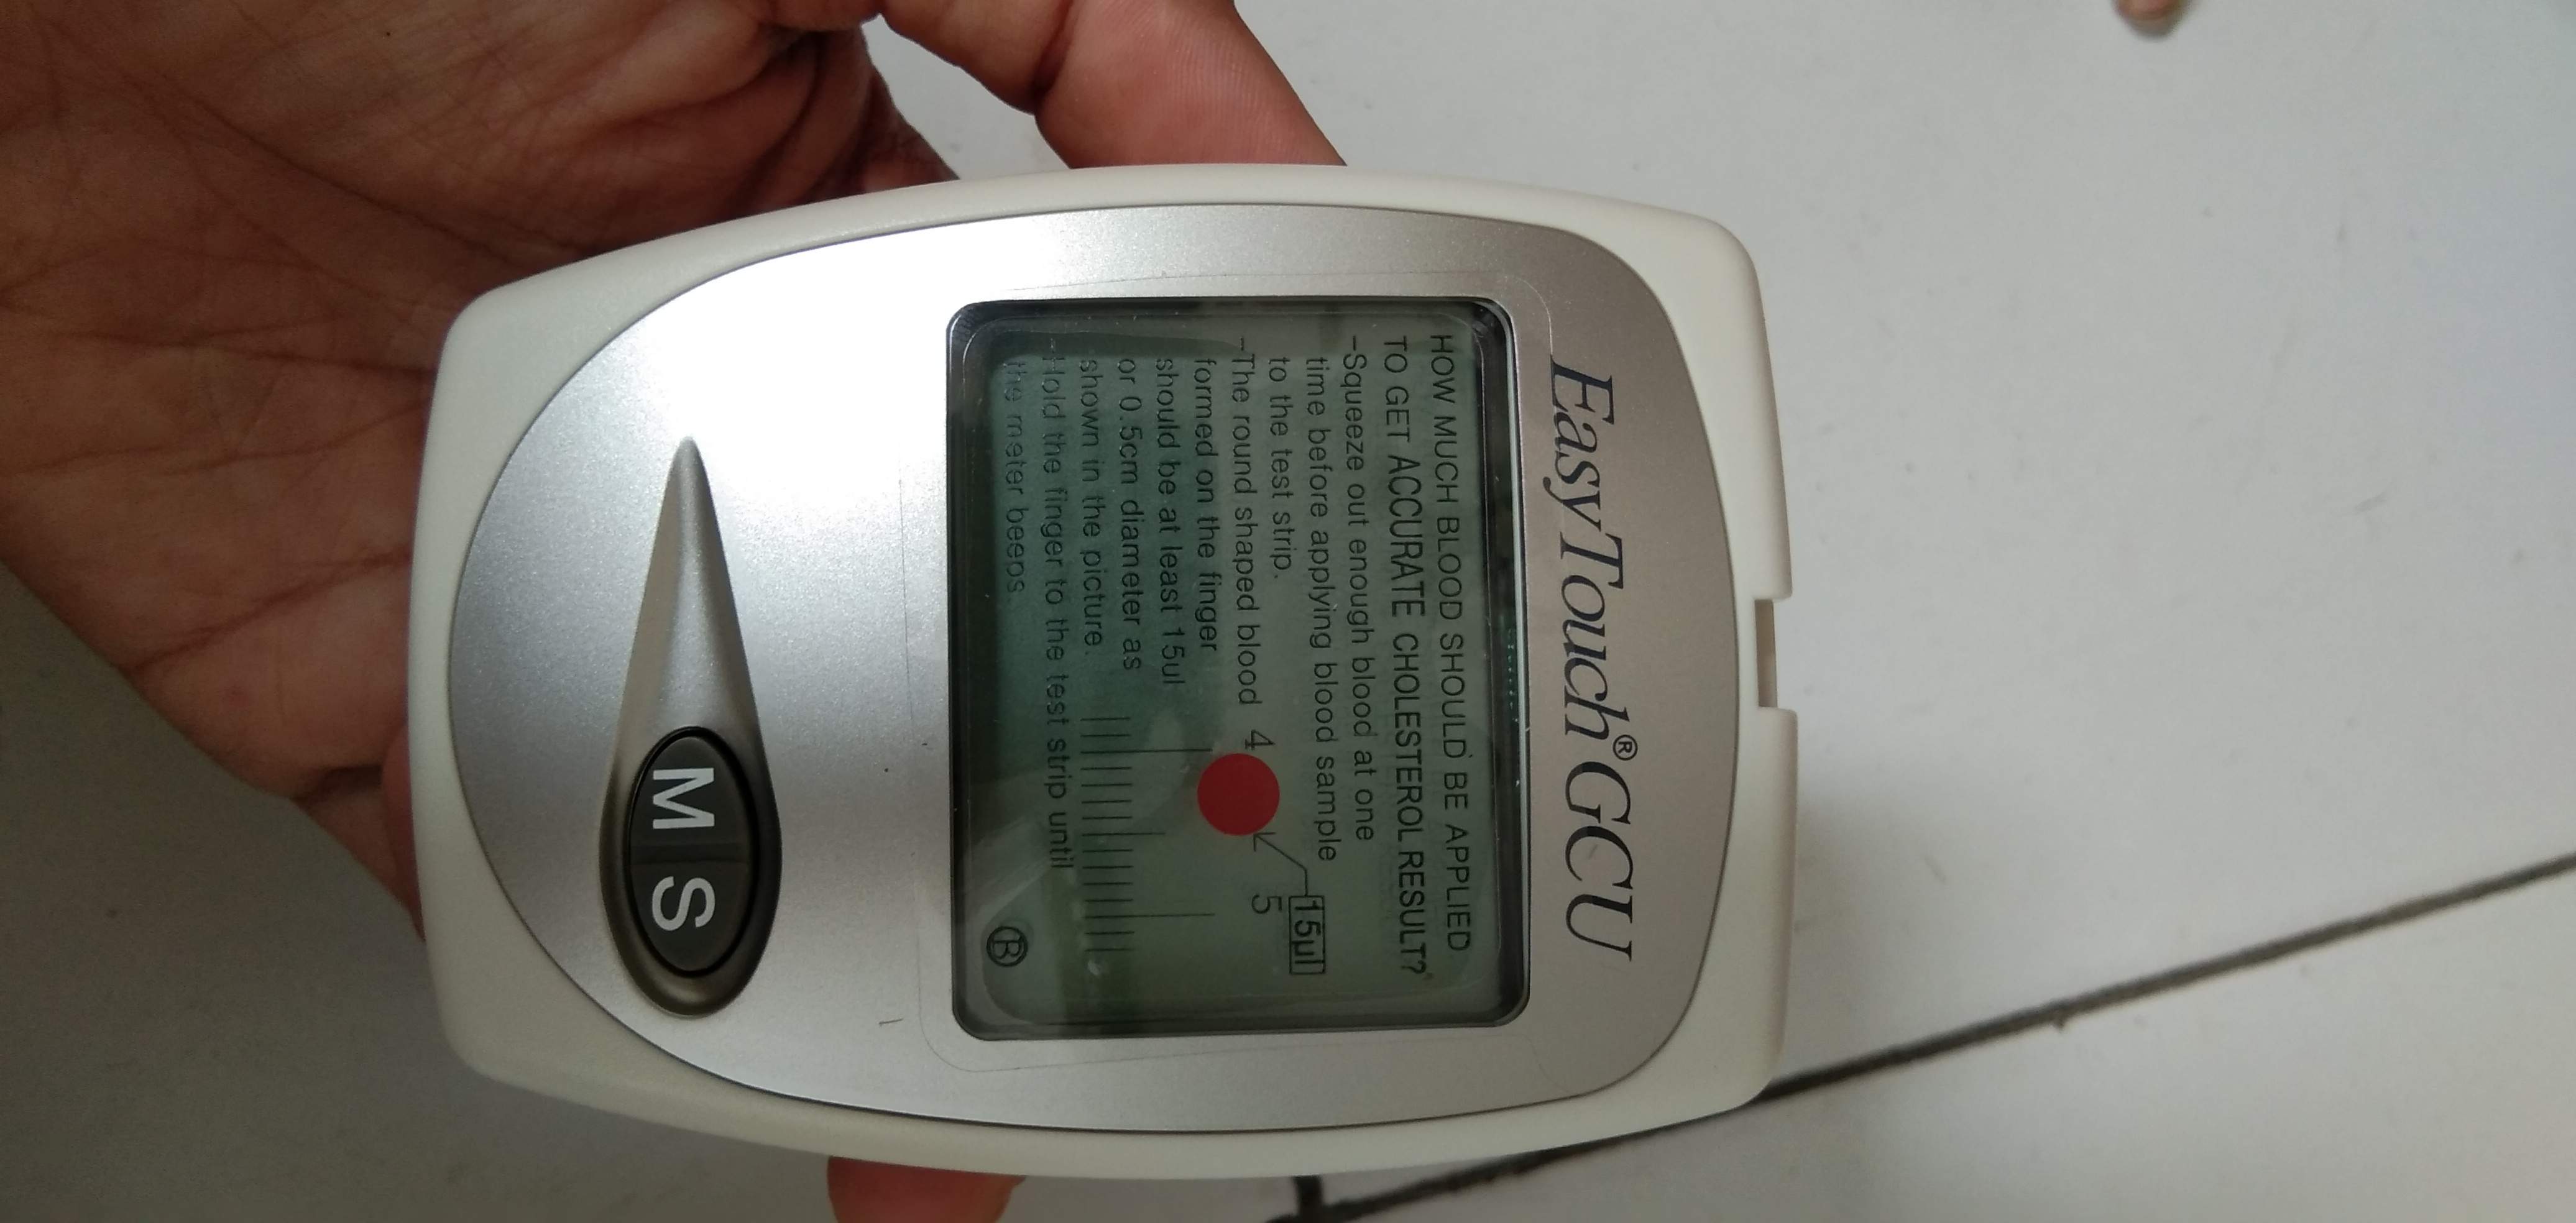 EasyTouch® GCU
HOW MUCH BLOOD SHOULD BE APPLIED
TO GET ACCURATE CHOLESTEROL RESULT?
-Squeeze out enough blood at one
time before applying blood sample
to the test strip.
15µl
-The round shaped blood
4 5
formed on the finger
should be at least 15ul
or 0.5cm diameter as
shown in the picture.
-Hold the finger to the test strip until
the meter beeps
B
M S